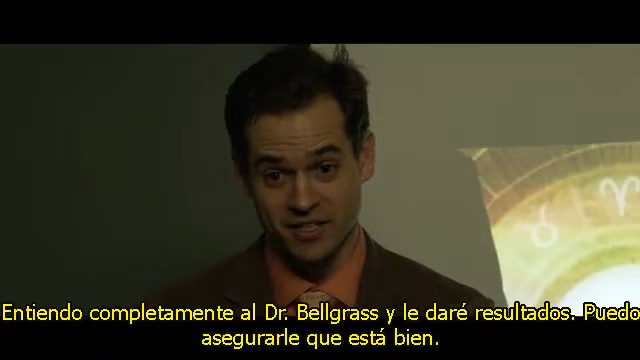 Entiendo completamente al Dr. Bellgrass y le daré resultados. Puedo
asegurarle que está bien.